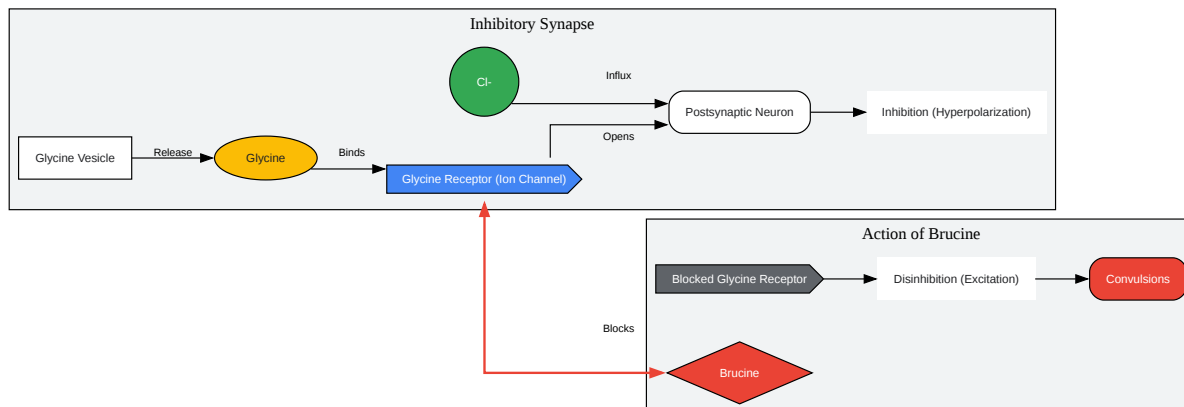 Inhibitory Synapse
Cl-
Influx
Postsynaptic Neuron
Inhibition (Hyperpolarization)
Opens
Glycine Vesicle
Release
Glycine
Binds
Glycine Receptor (Ion Channel)
Action of Brucine
Blocked Glycine Receptor
Disinhibition (Excitation)
Convulsions
Blocks
Brucine